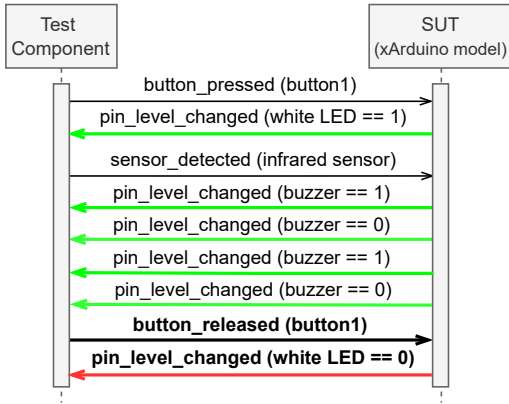 Test
Component
SUT
(xArduino model)
button_pressed (button1)
pin_level_changed (white LED == 1)
sensor_detected (infrared sensor)
pin_level_changed (buzzer == 1)
pin_level_changed (buzzer == 0)
pin_level_changed (buzzer == 1)
pin_level_changed (buzzer == 0)
button_released (button1)
pin_level_changed (white LED == 0)